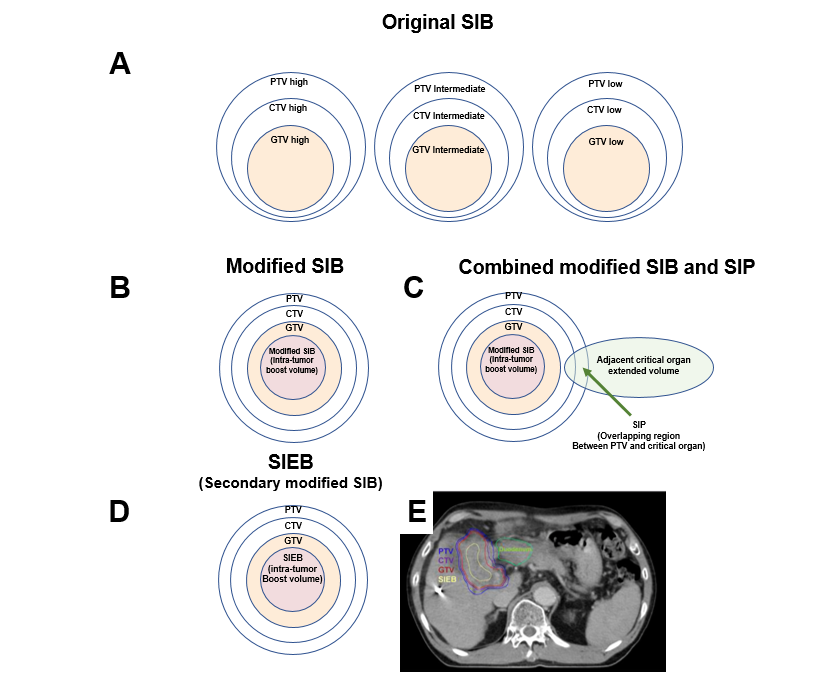 Original SIB
A
PTV high
CTV high
GTV high
PTV Intermediate
CTV Intermediate
GTV Intermediate
PTV low
CTV low
GTV low
B
Modified SIB
PTV
CTV
GTV
Modified SIB
(intra-tumor
boost volume)
C
Combined modified SIB and SIP
PTV
CTV
GTV
Modified SIB
(intra-tumor
boost volume)
Adjacent critical organ
extended volume
SIP
(Overlapping region
Between PTV and critical organ)
D
SIEB
(Secondary modified SIB)
PTV
CTV
GTV
SIEB
(intra-tumor
Boost volume)
E
PTV
CTV
GTV
SIEB
Duodenum